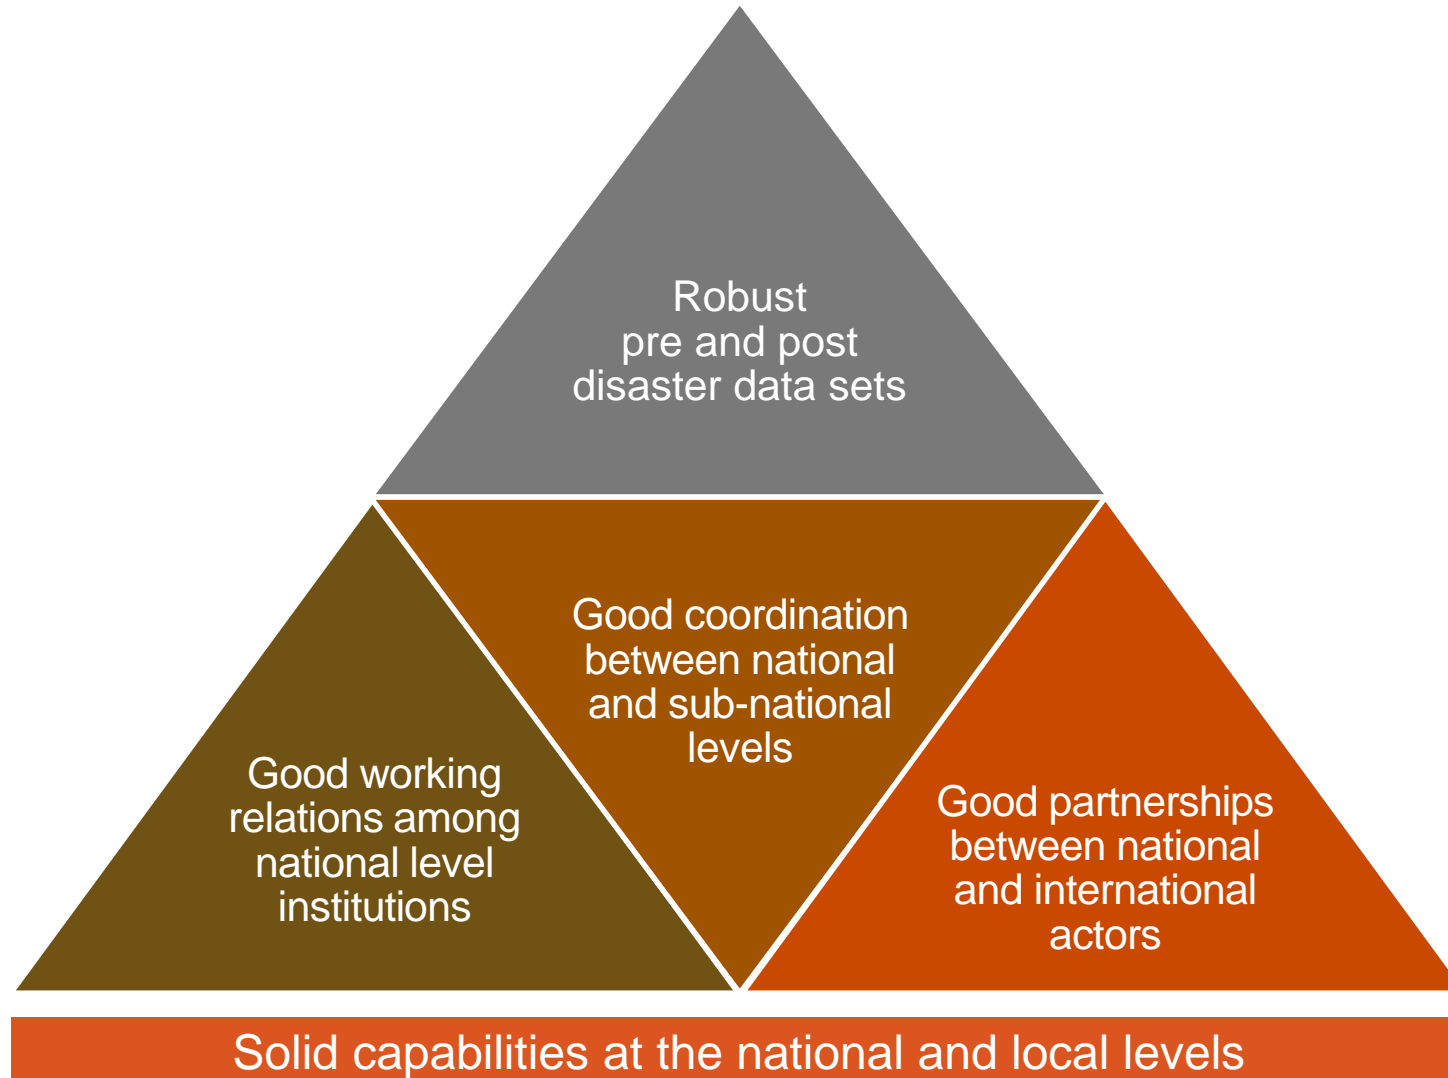 Robust
pre and post
disaster data sets
Good coordination
between national
and sub-national
levels
Good working
relations among
national level
institutions
Good partnerships
between national
and international
actors
Solid capabilities at the national and local levels